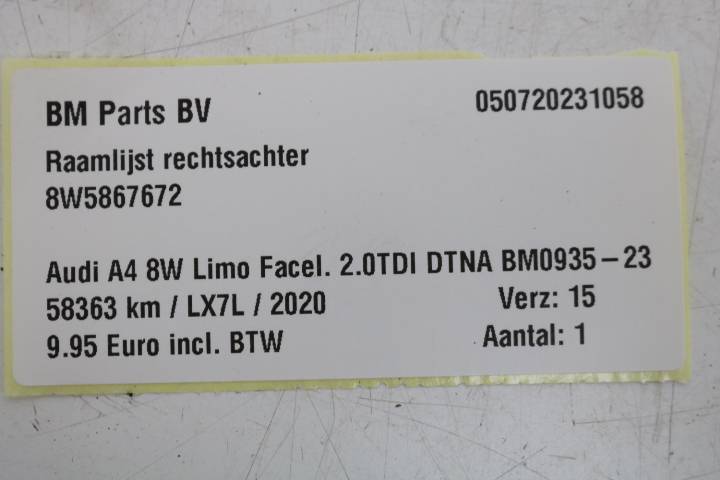 BM Parts BV 050720231058
Raamlijst rechtsachter
8W5867672
Audi A4 8W Limo Facel. 2.0TDI DTNA BM0935-23
58363 km / LX7L / 2020 Verz: 15
9.95 Euro incl. BTW Aantal: 1